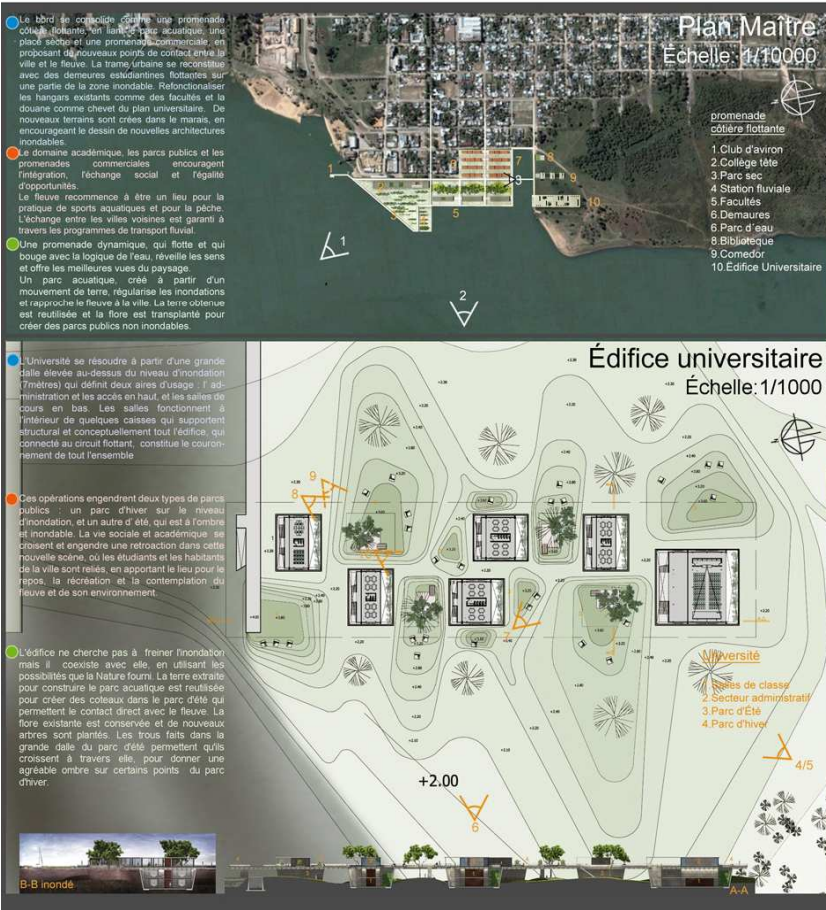 Le bord se consolide comme une promenade
côtière flottante, en liant le parc acuatique, une
place sèche et une promenade commerciale, en
proposant de nouveaux points de contact entre la
ville et le fleuve. La trame urbaine se reconstitue
avec des demeures estudiantines flottantes sur
une partie de la zone inondable. Refonctionaliser
les hangars existants comme des facultés et la
douane comme chevet du plan universitaire. De
nouveaux terrains sont crées dans le marais, en
encourageant le dessin de nouvelles architectures
inondables.
Le domaine académique, les parcs publics et les
promenades commerciales encouragent
l'intégration, l'échange social et l'égalité
d'opportunités.
Le fleuve recommence à être un lieu pour la
pratique de sports aquatiques et pour la pêche.
L'échange entre les villes voisines est garanti à
travers les programmes de transport fluvial.
Une promenade dynamique, qui flotte et qui
bouge avec la logique de l'eau, réveille les sens
et offre les meilleures vues du paysage.
Un parc acuatique, créé à partir d'un
mouvement de terre, régularise les inondations
et rapproche le fleuve à la ville. La terre obtenue
est reutilisée et la flore est transplanté pour
créer des parcs publics non inondables.
Plan Maître
Échelle: 1/10000
promenade
côtière flottante
1.Club d'aviron
2.Collège tête
3.Parc sec
4 Station fluviale
5.Facultés
6.Demaures
6.Parc d'eau
8 Biblioteque
9.Comedor
10.Édifice Universitaire
1
5
5
6
7
3
8
9
10
1
2
L'Université se résoudre à partir d'une grande
dalle élevée au-dessus du niveau d'inondation
(7mètres) qui définit deux aires d'usage : l' ad-
ministration et les accès en haut, et les salles de
cours en bas. Les salles fonctionnent à
l'intérieur de quelques caisses qui supportent
structural et conceptuellement tout l'édifice, qui
connecté au circuit flottant, constitue le couron-
nement de tout l'ensemble
Ces opérations engendrent deux types de parcs
publics : un parc d'hiver sur le niveau
d'inondation, et un autre d' été, qui est à l'ombre
et inondable. La vie sociale et académique se
croisent et engendre une retroaction dans cette
nouvelle scène, où les étudiants et les habitants
de la ville sont reliés, en apportant le lieu pour le
repos, la récréation et la contemplation du
fleuve et de son environnement.
L'édifice ne cherche pas à freiner l'inondation
mais il coexiste avec elle, en utilisant les
possibilités que la Nature fourni. La terre extraite
pour construire le parc acuatique est reutilisée
pour créer des coteaux dans le parc d'été qui
permettent le contact direct avec le fleuve. La
flore existante est conservée et de nouveaux
arbres sont plantés. Les trous faits dans la
grande dalle du parc d'été permettent qu'ils
croissent à travers elle, pour donner une
agréable ombre sur certains points du parc
d'hiver.
Édifice universitaire
Échelle:1/1000
9
8
7
Université
1.Salles de classe
2.Secteur administratif
3.Parc d'Été
4.Parc d'hiver
4/5
+2.00
6
B-B inondé
A-A